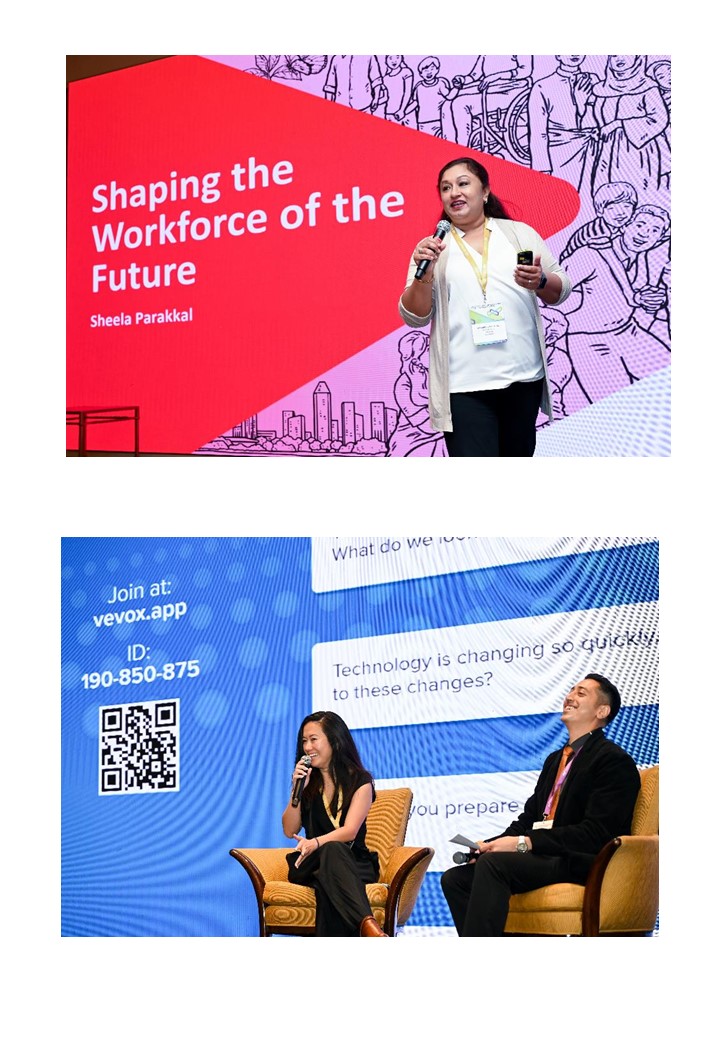 Shaping the
Workforce of the
Future
Sheela Parakkal
What do we
Join at:
vevox.app
ID:
190-850-875
Technology is changing so quickly,
to these changes?
you prepare